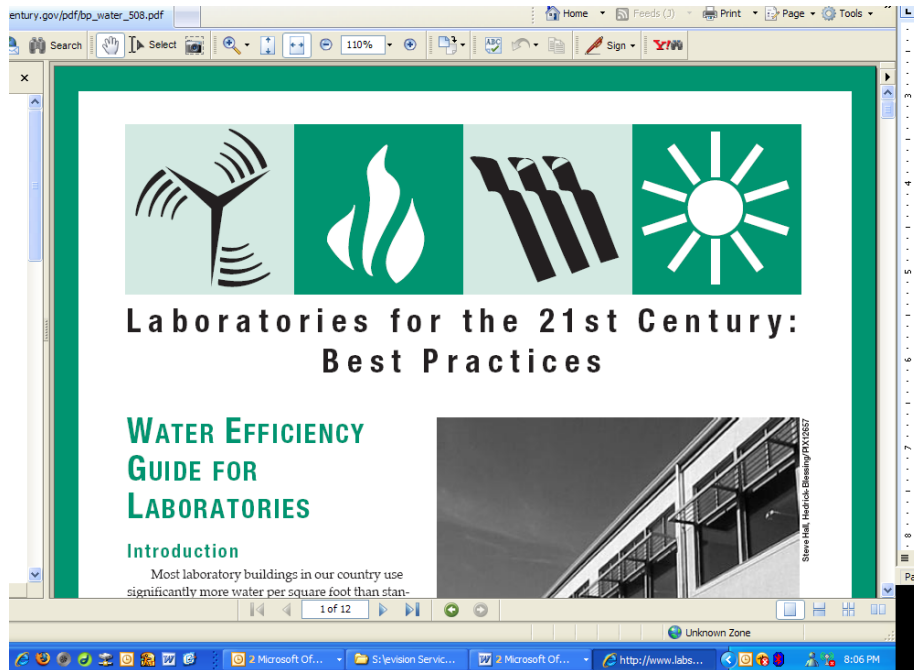 entury.gov/pdf/bp_water_508.pdf
Home Feeds (J) Print Page Tools
Search Select 110% Sign Y!
Laboratories for the 21st Century:
Best Practices
WATER EFFICIENCY
GUIDE FOR
LABORATORIES
Steve Hall, Hedrick-Blessing/PIX12657
Introduction
Most laboratory buildings in our country use
significantly more water per square foot than stan-
1 of 12
Unknown Zone
2 Microsoft Of... S:\evision Servic... 2 Microsoft Of... http://www.labs... 8:06 PM